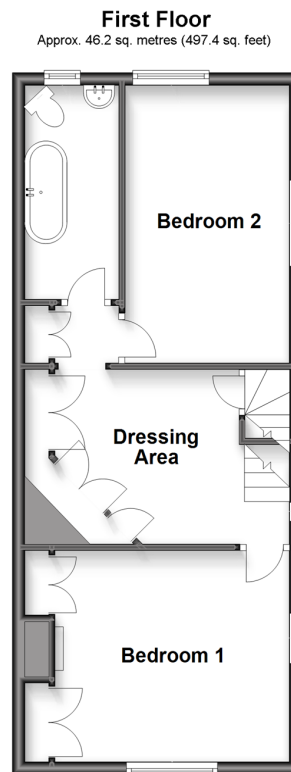 First Floor
Approx. 46.2 sq. metres (497.4 sq. feet)
Bedroom 2
Dressing
Area
Bedroom 1